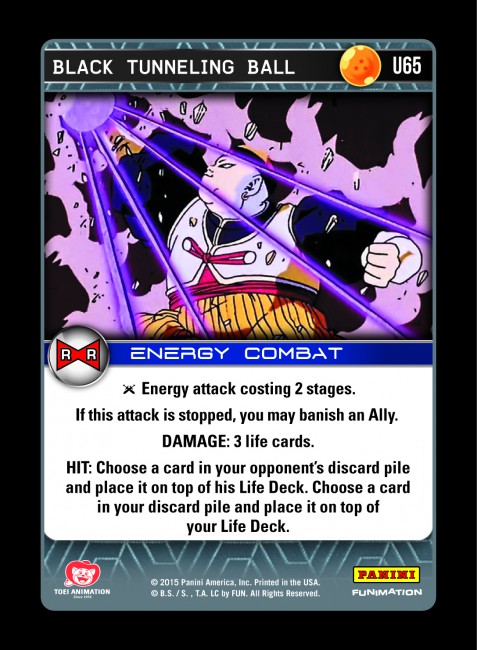 BLACK TUNNELING BALL U65
R R
ENERGY COMBAT
Energy attack costing 2 stages.
If this attack is stopped, you may banish an Ally.
DAMAGE: 3 life cards.
HIT: Choose a card in your opponent's discard pile
and place it on top of his Life Deck. Choose a card
in your discard pile and place it on top of
your Life Deck.
TOEI ANIMATION
Since 1956
© 2015 Panini America, Inc. Printed in the USA.
© B.S. / S. , T.A. LC by FUN. All Rights Reserved.
PANINI
FUNIMATION